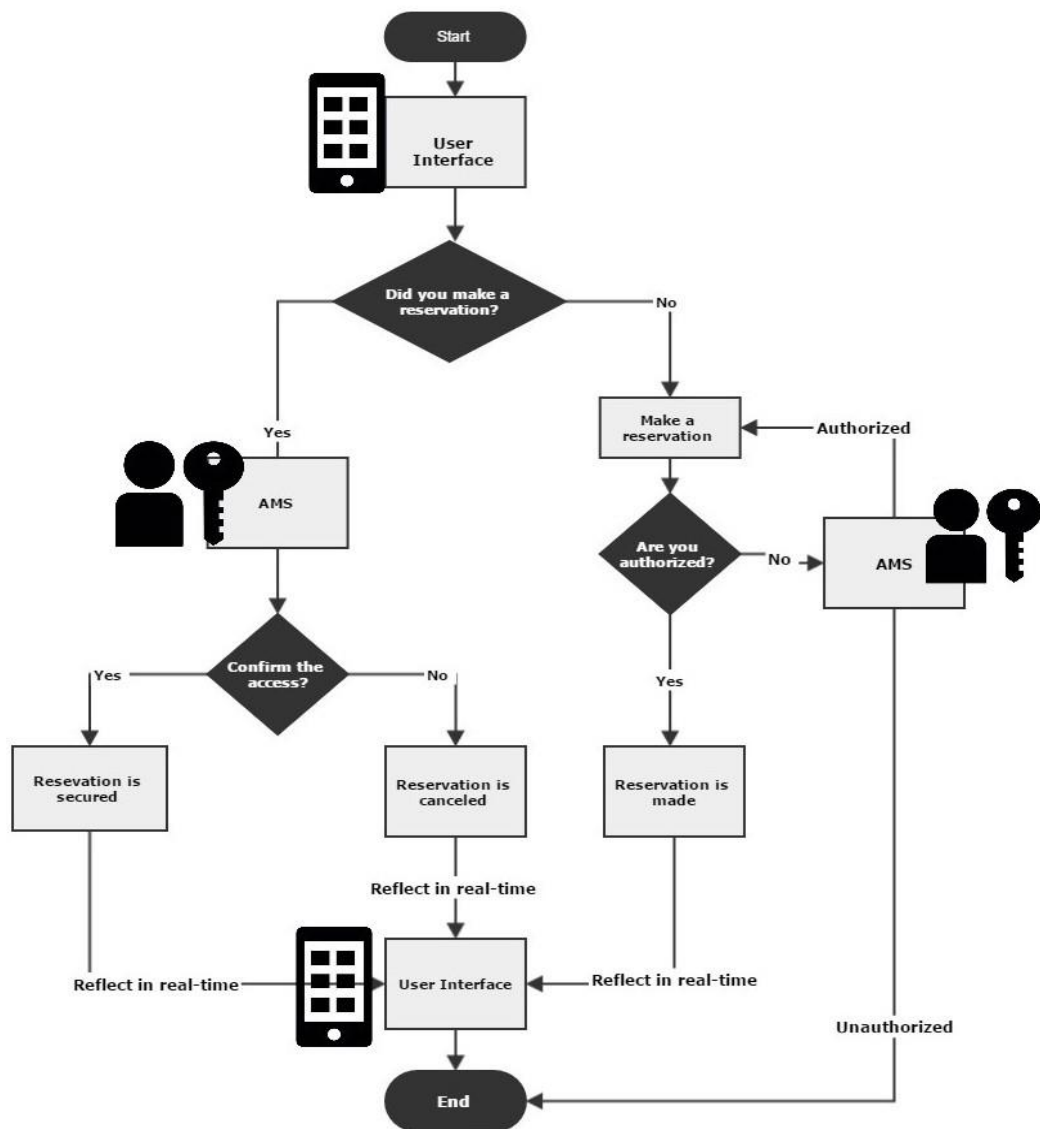 Start
User
Interface
Did you make a
reservation?
No
Yes
Make a
reservation
Authorized
AMS
Are you
authorized?
No
AMS
Confirm the
access?
Yes
No
Yes
Resevation is
secured
Reservation is
canceled
Reservation is
made
Reflect in real-time
Reflect in real-time
User Interface
Reflect in real-time
Unauthorized
End